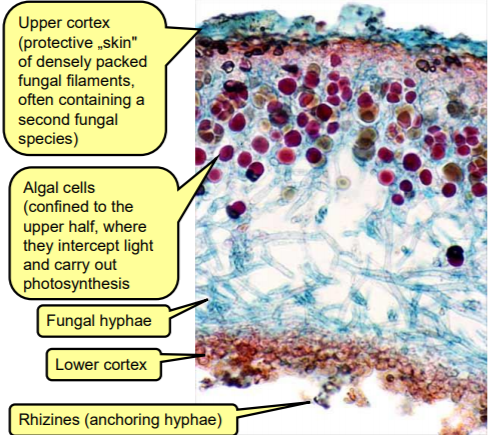 Upper cortex
(protective „skin"
of densely packed
fungal filaments,
often containing a
second fungal
species)
Algal cells
(confined to the
upper half, where
they intercept light
and carry out
photosynthesis
Fungal hyphae
Lower cortex
Rhizines (anchoring hyphae)